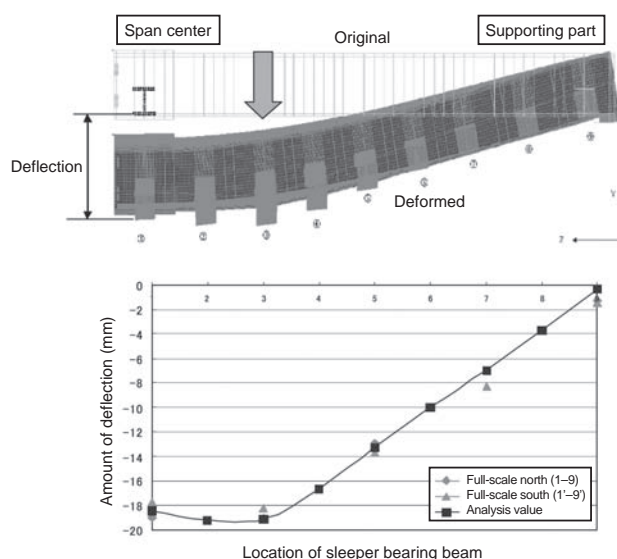 Span center
Original
Supporting part
Deflection
Deformed
Y
Z
0
-2
-4
-6
-8
-10
-12
-14
-16
-18
-20
2 3 4 5 6 7 8
Amount of deflection (mm)
Full-scale north (1–9)
Full-scale south (1'–9')
Analysis value
Location of sleeper bearing beam